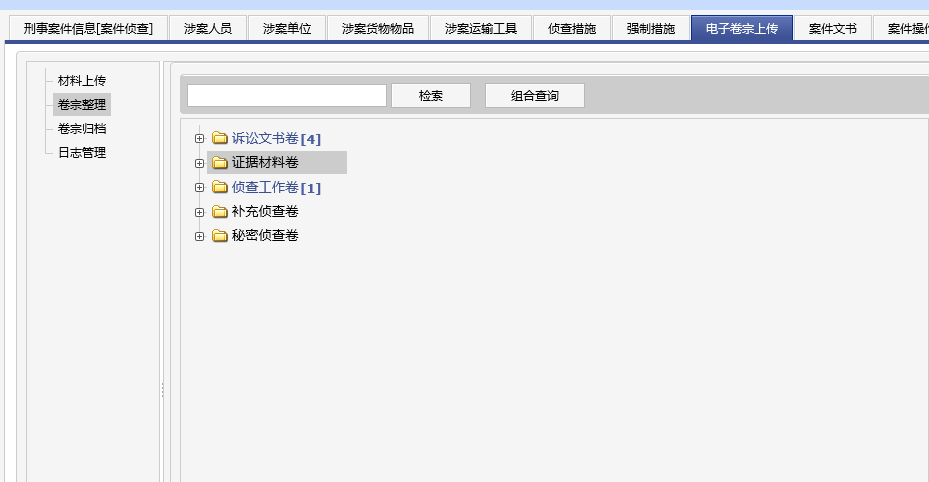 刑事案件信息[案件侦查] 涉案人员 涉案单位 涉案货物物品 涉案运输工具 侦查措施 强制措施 电子卷宗上传 案件文书 案件操作
材料上传
卷宗整理
卷宗归档
日志管理
检索 组合查询
诉讼文书卷[4]
证据材料卷
侦查工作卷[1]
补充侦查卷
秘密侦查卷